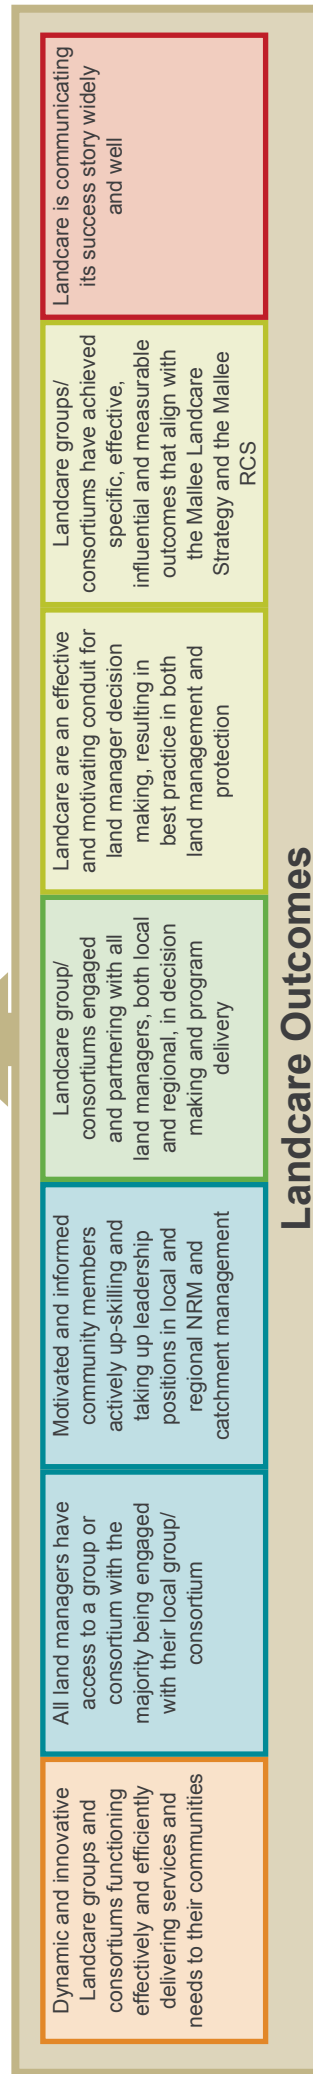 Dynamic and innovative
Landcare groups and
consortiums functioning
effectively and efficiently
delivering services and
needs to their communities
All land managers have
access to a group or
consortium with the
majority being engaged
with their local group/
consortium
Motivated and informed
community members
actively up-skilling and
taking up leadership
positions in local and
regional NRM and
catchment management
Landcare group/
consortiums engaged
and partnering with all
land managers, both local
and regional, in decision
making and program
delivery
Landcare are an effective
and motivating conduit for
land manager decision
making, resulting in
best practice in both
land management and
protection
Landcare groups/
consortiums have achieved
specific, effective,
influential and measurable
outcomes that align with
the Mallee Landcare
Strategy and the Mallee
RCS
Landcare is communicating
its success story widely
and well
Landcare Outcomes